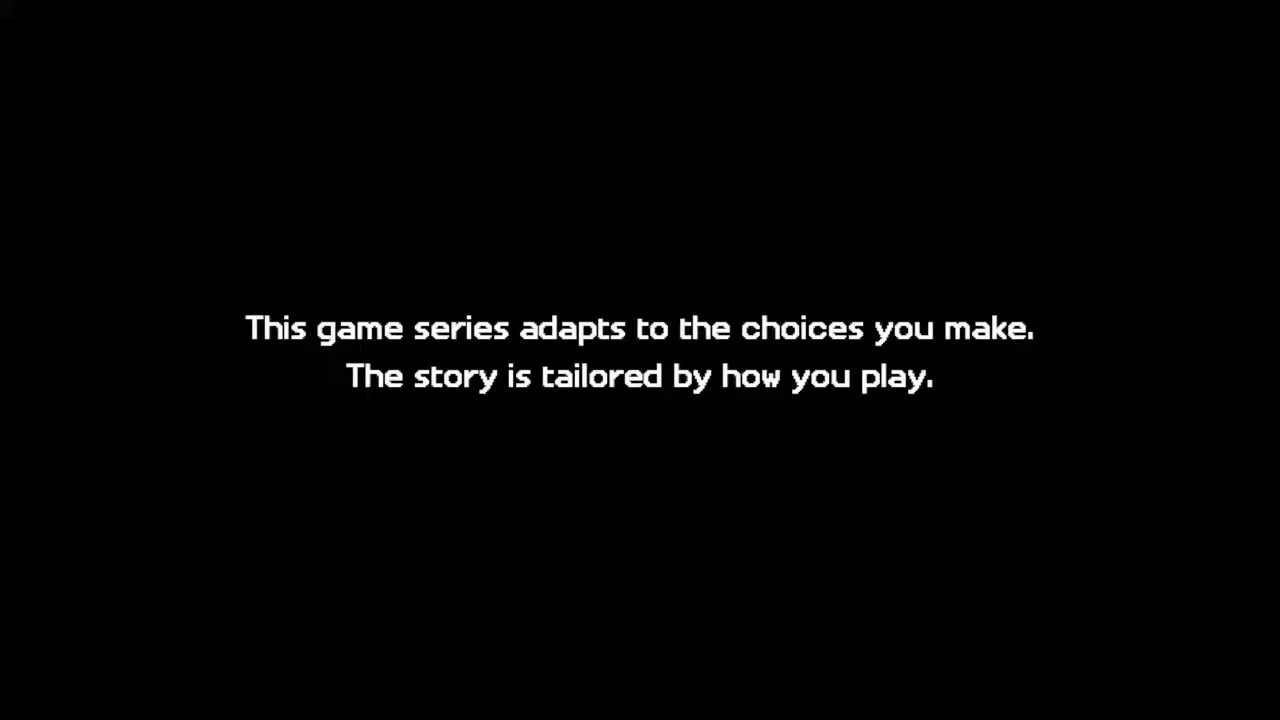 This game series adapts to the choices you make.
The story is tailored by how you play.